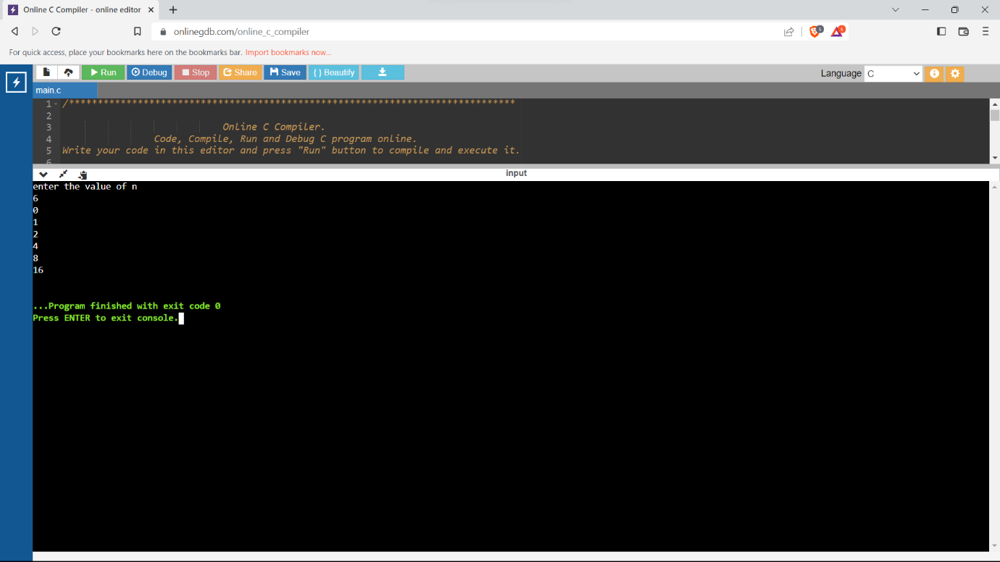 Online C Compiler - online editor
onlinegdb.com/online_c_compiler
5
5
For quick access, place your bookmarks here on the bookmarks bar. Import bookmarks now...
Run Debug Stop Share Save { } Beautify Language C
main.c
1 /******************************************************************************
2
3 Online C Compiler.
4 Code, Compile, Run and Debug C program online.
5 Write your code in this editor and press "Run" button to compile and execute it.
6
input
enter the value of n
6
0
1
2
4
8
16
...Program finished with exit code 0
Press ENTER to exit console.